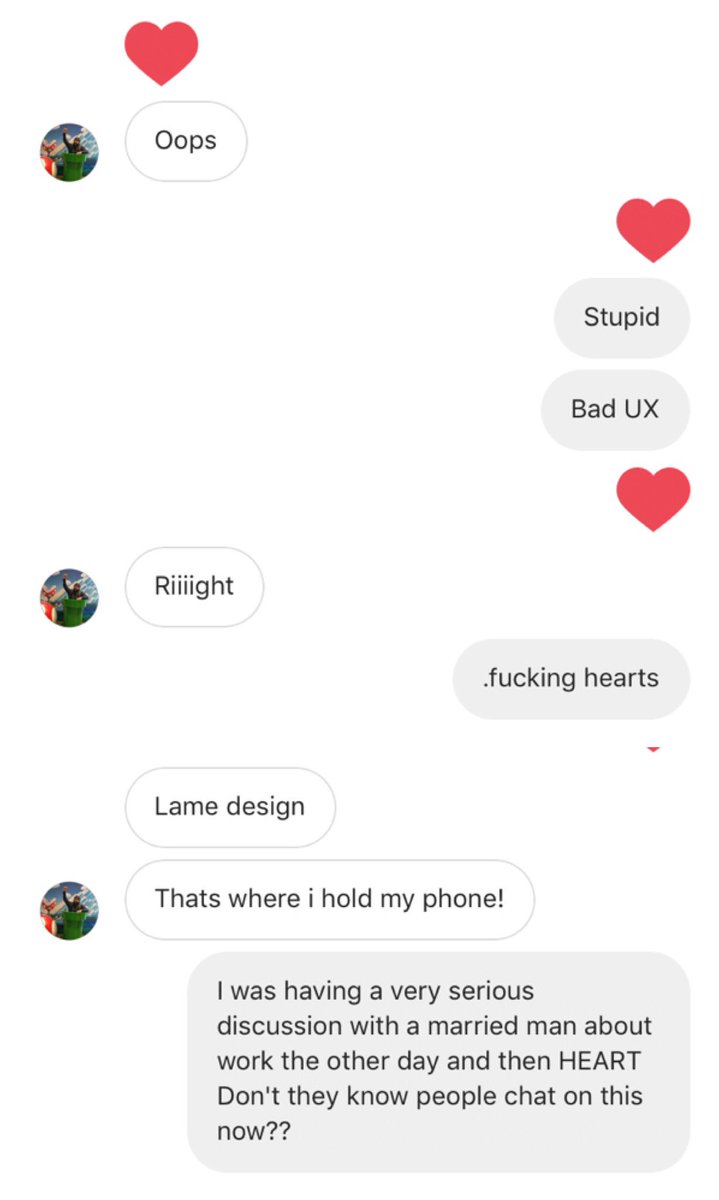 Oops
Stupid
Bad UX
Riiiight
.fucking hearts
Lame design
Thats where i hold my phone!
I was having a very serious
discussion with a married man about
work the other day and then HEART
Don't they know people chat on this
now??